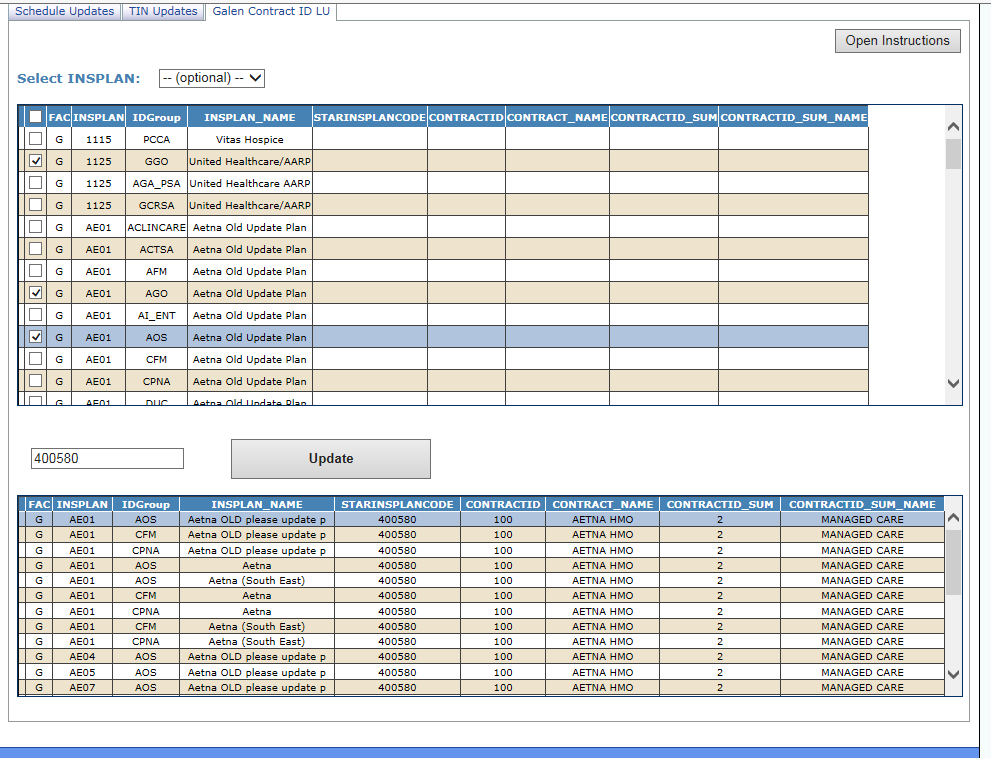 Schedule Updates TIN Updates Galen Contract ID LU
Open Instructions
Select INSPLAN: -- (optional) --
FAC INSPLAN IDGroup INSPLAN_NAME STARINSPLANCODE CONTRACTID CONTRACT_NAME CONTRACTID_SUM CONTRACTID_SUM_NAME
G 1115 PCCA Vitas Hospice
G 1125 GGO United Healthcare/AARP
G 1125 AGA_PSA United Healthcare AARP
G 1125 GCRSA United Healthcare/AARP
G AE01 ACLINCARE Aetna Old Update Plan
G AE01 ACTSA Aetna Old Update Plan
G AE01 AFM Aetna Old Update Plan
G AE01 AGO Aetna Old Update Plan
G AE01 AI_ENT Aetna Old Update Plan
G AE01 AOS Aetna Old Update Plan
G AE01 CFM Aetna Old Update Plan
G AE01 CPNA Aetna Old Update Plan
G AE01 DUC Aetna Old Update Plan
400580 Update
FAC INSPLAN IDGroup INSPLAN_NAME STARINSPLANCODE CONTRACTID CONTRACT_NAME CONTRACTID_SUM CONTRACTID_SUM_NAME
G AE01 AOS Aetna OLD please update p 400580 100 AETNA HMO 2 MANAGED CARE
G AE01 CFM Aetna OLD please update p 400580 100 AETNA HMO 2 MANAGED CARE
G AE01 CPNA Aetna OLD please update p 400580 100 AETNA HMO 2 MANAGED CARE
G AE01 AOS Aetna 400580 100 AETNA HMO 2 MANAGED CARE
G AE01 AOS Aetna (South East) 400580 100 AETNA HMO 2 MANAGED CARE
G AE01 CFM Aetna 400580 100 AETNA HMO 2 MANAGED CARE
G AE01 CPNA Aetna 400580 100 AETNA HMO 2 MANAGED CARE
G AE01 CFM Aetna (South East) 400580 100 AETNA HMO 2 MANAGED CARE
G AE01 CPNA Aetna (South East) 400580 100 AETNA HMO 2 MANAGED CARE
G AE04 AOS Aetna OLD please update p 400580 100 AETNA HMO 2 MANAGED CARE
G AE05 AOS Aetna OLD please update p 400580 100 AETNA HMO 2 MANAGED CARE
G AE07 AOS Aetna OLD please update p 400580 100 AETNA HMO 2 MANAGED CARE